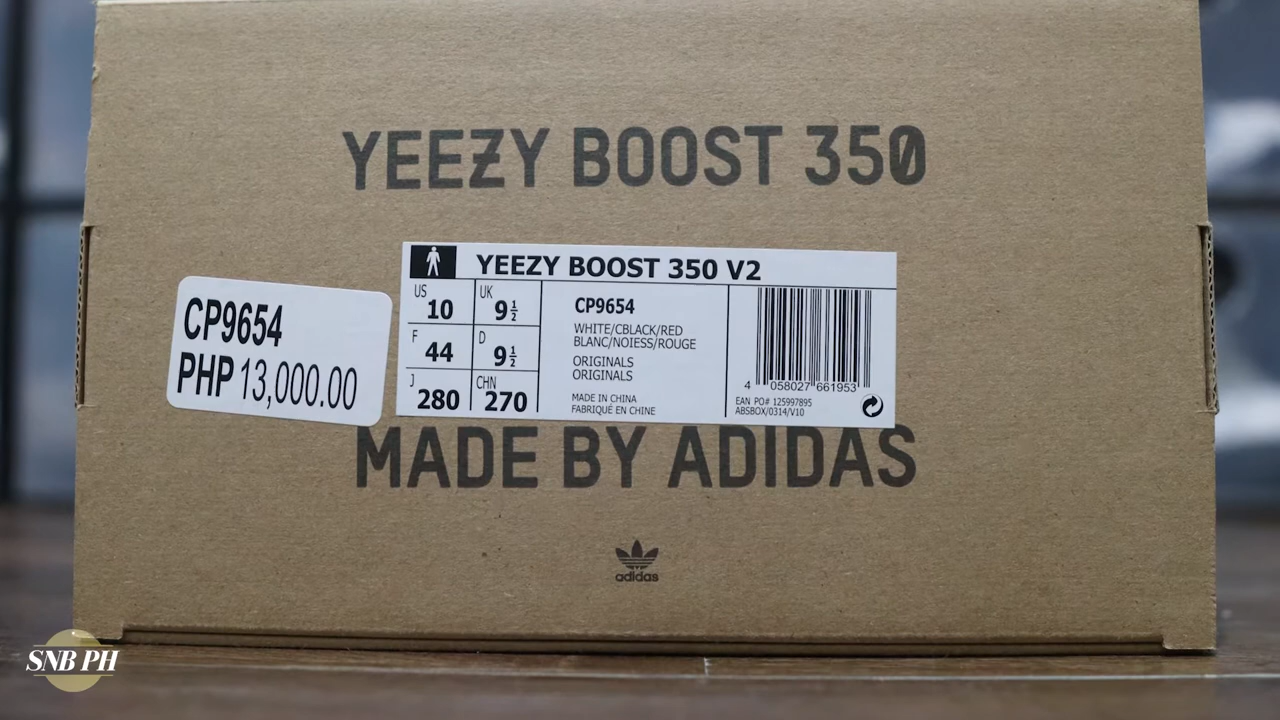 YEEZY BOOST 350
YEEZY BOOST 350 V2
US 10
UK 9½
F 44
D 9½
J 280
CHN 270
CP9654
WHITE/CBLACK/RED
BLANC/NOIESS/ROUGE
ORIGINALS
ORIGINALS
MADE IN CHINA
FABRIQUÉ EN CHINE
4 058027 661953
EAN PO# 125997895
ABSBOX/0314/V10
CP9654
PHP 13,000.00
MADE BY ADIDAS
adidas
SNB PH